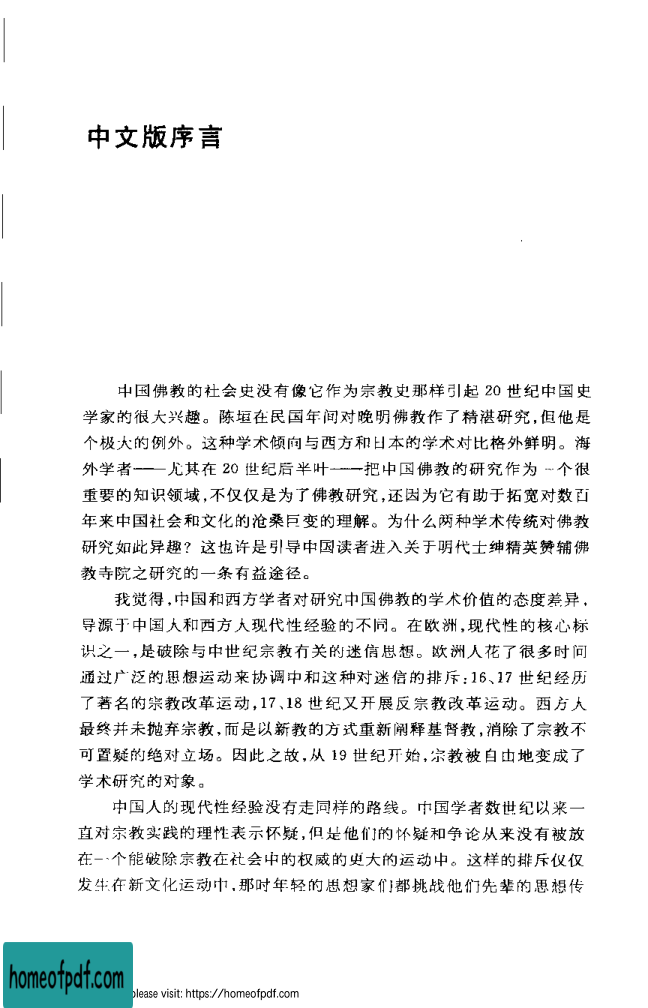 中文版序言
中国佛教的社会史没有像它作为宗教史那样引起 20 世纪中国史
学家的很大兴趣。陈垣在民国年间对晚明佛教作了精湛研究,但他是
个极大的例外。这种学术倾向与西方和日本的学术对比格外鲜明。海
外学者——尤其在 20 世纪后半叶——把中国佛教的研究作为一个很
重要的知识领域,不仅仅是为了佛教研究,还因为它有助于拓宽对数百
年来中国社会和文化的沧桑巨变的理解。为什么两种学术传统对佛教
研究如此异趣？这也许是引导中国读者进入关于明代士绅精英赞辅佛
教寺院之研究的一条有益途径。
我觉得,中国和西方学者对研究中国佛教的学术价值的态度差异,
导源于中国人和西方人现代性经验的不同。在欧洲,现代性的核心标
识之一,是破除与中世纪宗教有关的迷信思想。欧洲人花了很多时间
通过广泛的思想运动来协调中和这种对迷信的排斥:16、17 世纪经历
了著名的宗教改革运动,17、18 世纪又开展反宗教改革运动。西方人
最终并未抛弃宗教,而是以新教的方式重新阐释基督教,消除了宗教不
可置疑的绝对立场。因此之故,从 19 世纪开始,宗教被自由地变成了
学术研究的对象。
中国人的现代性经验没有走同样的路线。中国学者数世纪以来一
直对宗教实践的理性表示怀疑,但是他们的怀疑和争论从来没有被放
在一个能破除宗教在社会中的权威的更大的运动中。这样的排斥仅仅
发生在新文化运动中,那时年轻的思想家们都挑战他们先辈的思想传
homeofpdf.com
please visit: https://homeofpdf.com